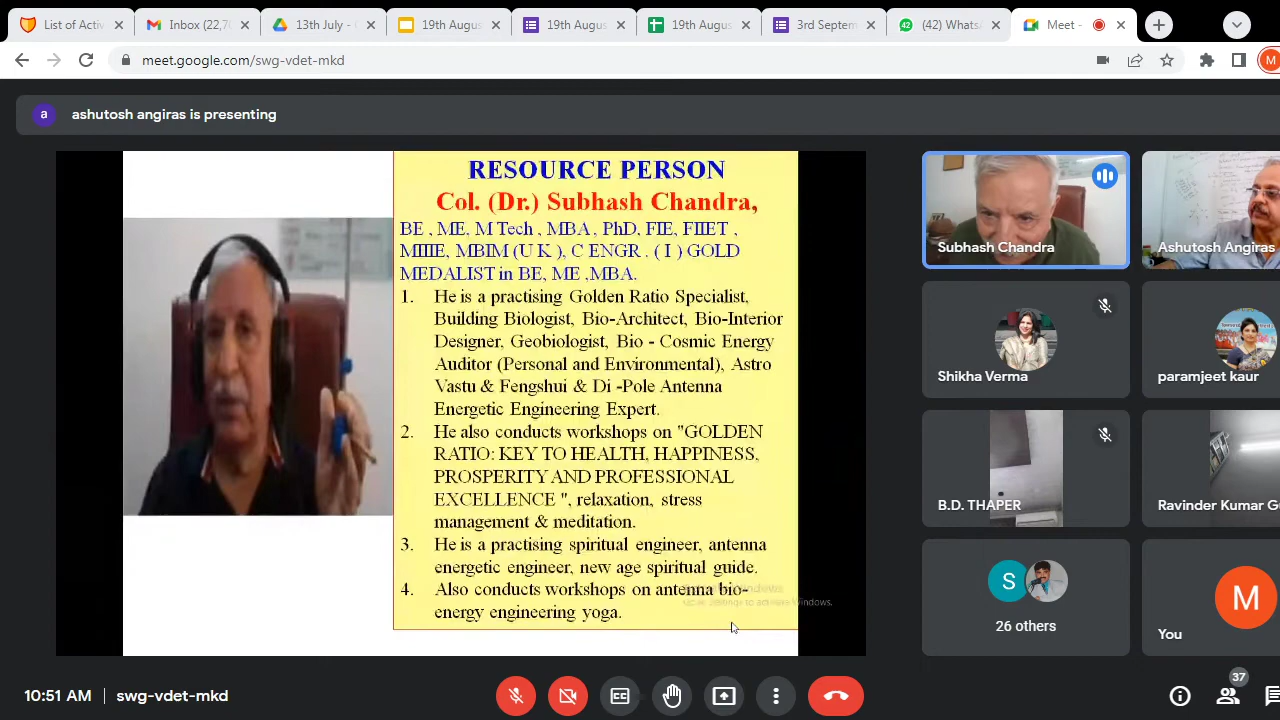 List of Activ
Inbox (22,70
13th July -
19th Augus
19th Augus
19th Augus
3rd Septem
(42) Whats
Meet -
meet.google.com/swg-vdet-mkd
M
a
ashutosh angiras is presenting
RESOURCE PERSON
Col. (Dr.) Subhash Chandra,
BE , ME, M Tech , MBA , PhD, FIE, FIIET ,
MIIIE, MBIM (U K ), C ENGR . ( I ) GOLD
MEDALIST in BE, ME ,MBA.
1. He is a practising Golden Ratio Specialist,
Building Biologist, Bio-Architect, Bio-Interior
Designer, Geobiologist, Bio - Cosmic Energy
Auditor (Personal and Environmental), Astro
Vastu & Fengshui & Di -Pole Antenna
Energetic Engineering Expert.
2. He also conducts workshops on "GOLDEN
RATIO: KEY TO HEALTH, HAPPINESS,
PROSPERITY AND PROFESSIONAL
EXCELLENCE ", relaxation, stress
management & meditation.
3. He is a practising spiritual engineer, antenna
energetic engineer, new age spiritual guide.
4. Also conducts workshops on antenna bio-
energy engineering yoga.
Subhash Chandra
Ashutosh Angiras
Shikha Verma
paramjeet kaur
B.D. THAPER
Ravinder Kumar G
S
26 others
M
You
10:51 AM
swg-vdet-mkd
37